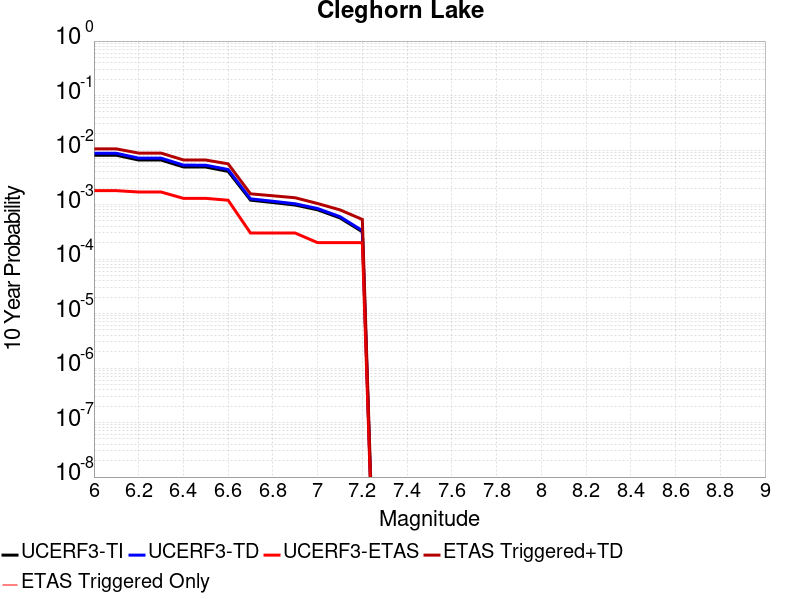 Cleghorn Lake
10 0
10 -1
10 -2
10 -3
10 -4
10 -5
10 -6
10 -7
10 -8
10 Year Probability
6 6.2 6.4 6.6 6.8 7 7.2 7.4 7.6 7.8 8 8.2 8.4 8.6 8.8 9
Magnitude
UCERF3-TI UCERF3-TD UCERF3-ETAS ETAS Triggered+TD
ETAS Triggered Only